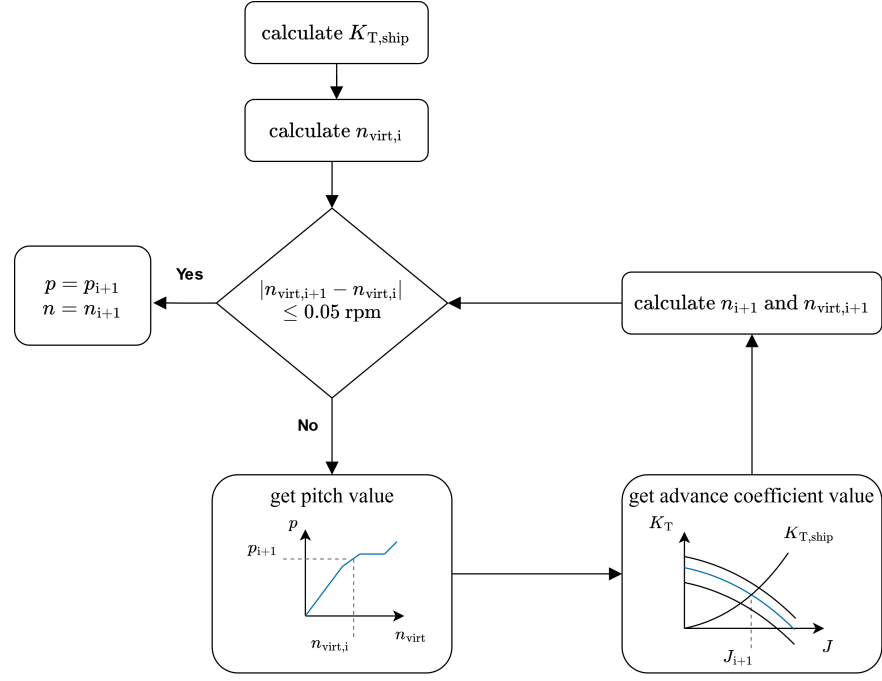 calculate K_T,ship
calculate n_virt,i
Yes
|n_virt,i+1 − n_virt,i|
≤ 0.05 rpm
p = p_i+1
n = n_i+1
calculate n_i+1 and n_virt,i+1
No
get pitch value
p
p_i+1
n_virt,i
n_virt
get advance coefficient value
K_T
K_T,ship
J_i+1
J